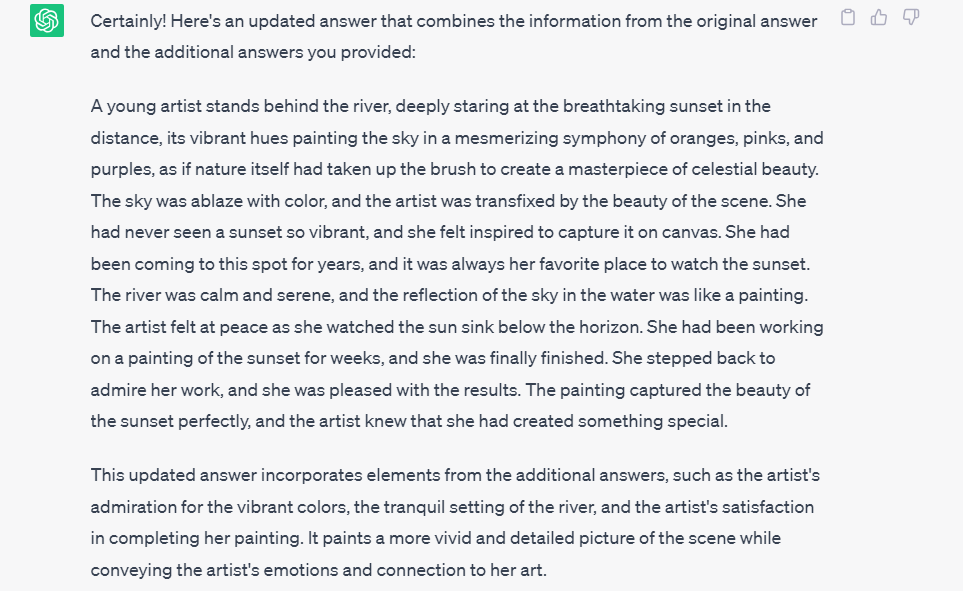 Certainly! Here's an updated answer that combines the information from the original answer
and the additional answers you provided:
A young artist stands behind the river, deeply staring at the breathtaking sunset in the
distance, its vibrant hues painting the sky in a mesmerizing symphony of oranges, pinks, and
purples, as if nature itself had taken up the brush to create a masterpiece of celestial beauty.
The sky was ablaze with color, and the artist was transfixed by the beauty of the scene. She
had never seen a sunset so vibrant, and she felt inspired to capture it on canvas. She had
been coming to this spot for years, and it was always her favorite place to watch the sunset.
The river was calm and serene, and the reflection of the sky in the water was like a painting.
The artist felt at peace as she watched the sun sink below the horizon. She had been working
on a painting of the sunset for weeks, and she was finally finished. She stepped back to
admire her work, and she was pleased with the results. The painting captured the beauty of
the sunset perfectly, and the artist knew that she had created something special.
This updated answer incorporates elements from the additional answers, such as the artist's
admiration for the vibrant colors, the tranquil setting of the river, and the artist's satisfaction
in completing her painting. It paints a more vivid and detailed picture of the scene while
conveying the artist's emotions and connection to her art.